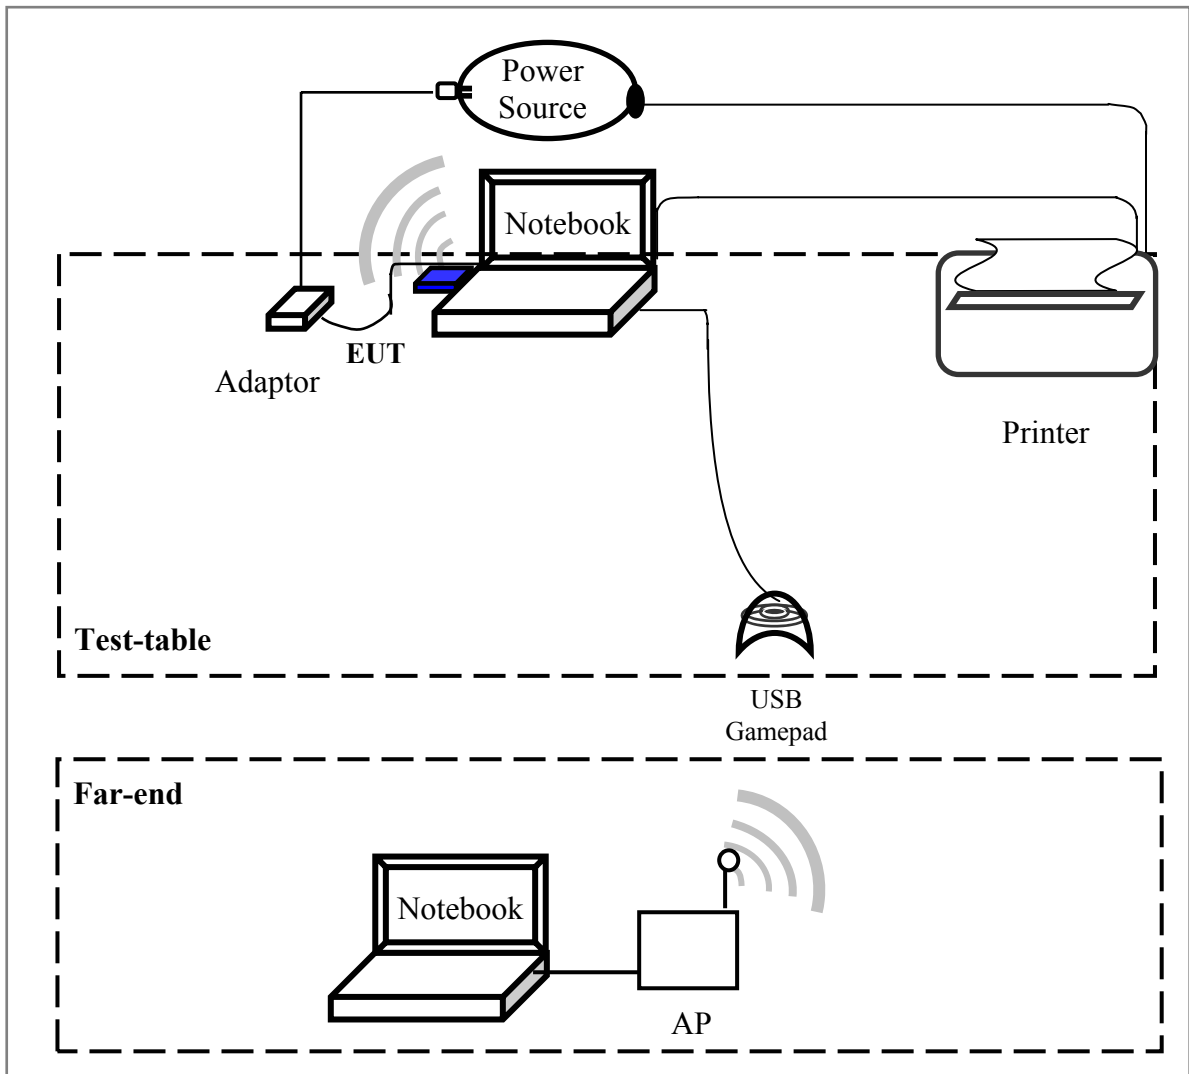 Power
Source
Notebook
EUT
Adaptor
Printer
Test-table
USB
Gamepad
Far-end
Notebook
AP